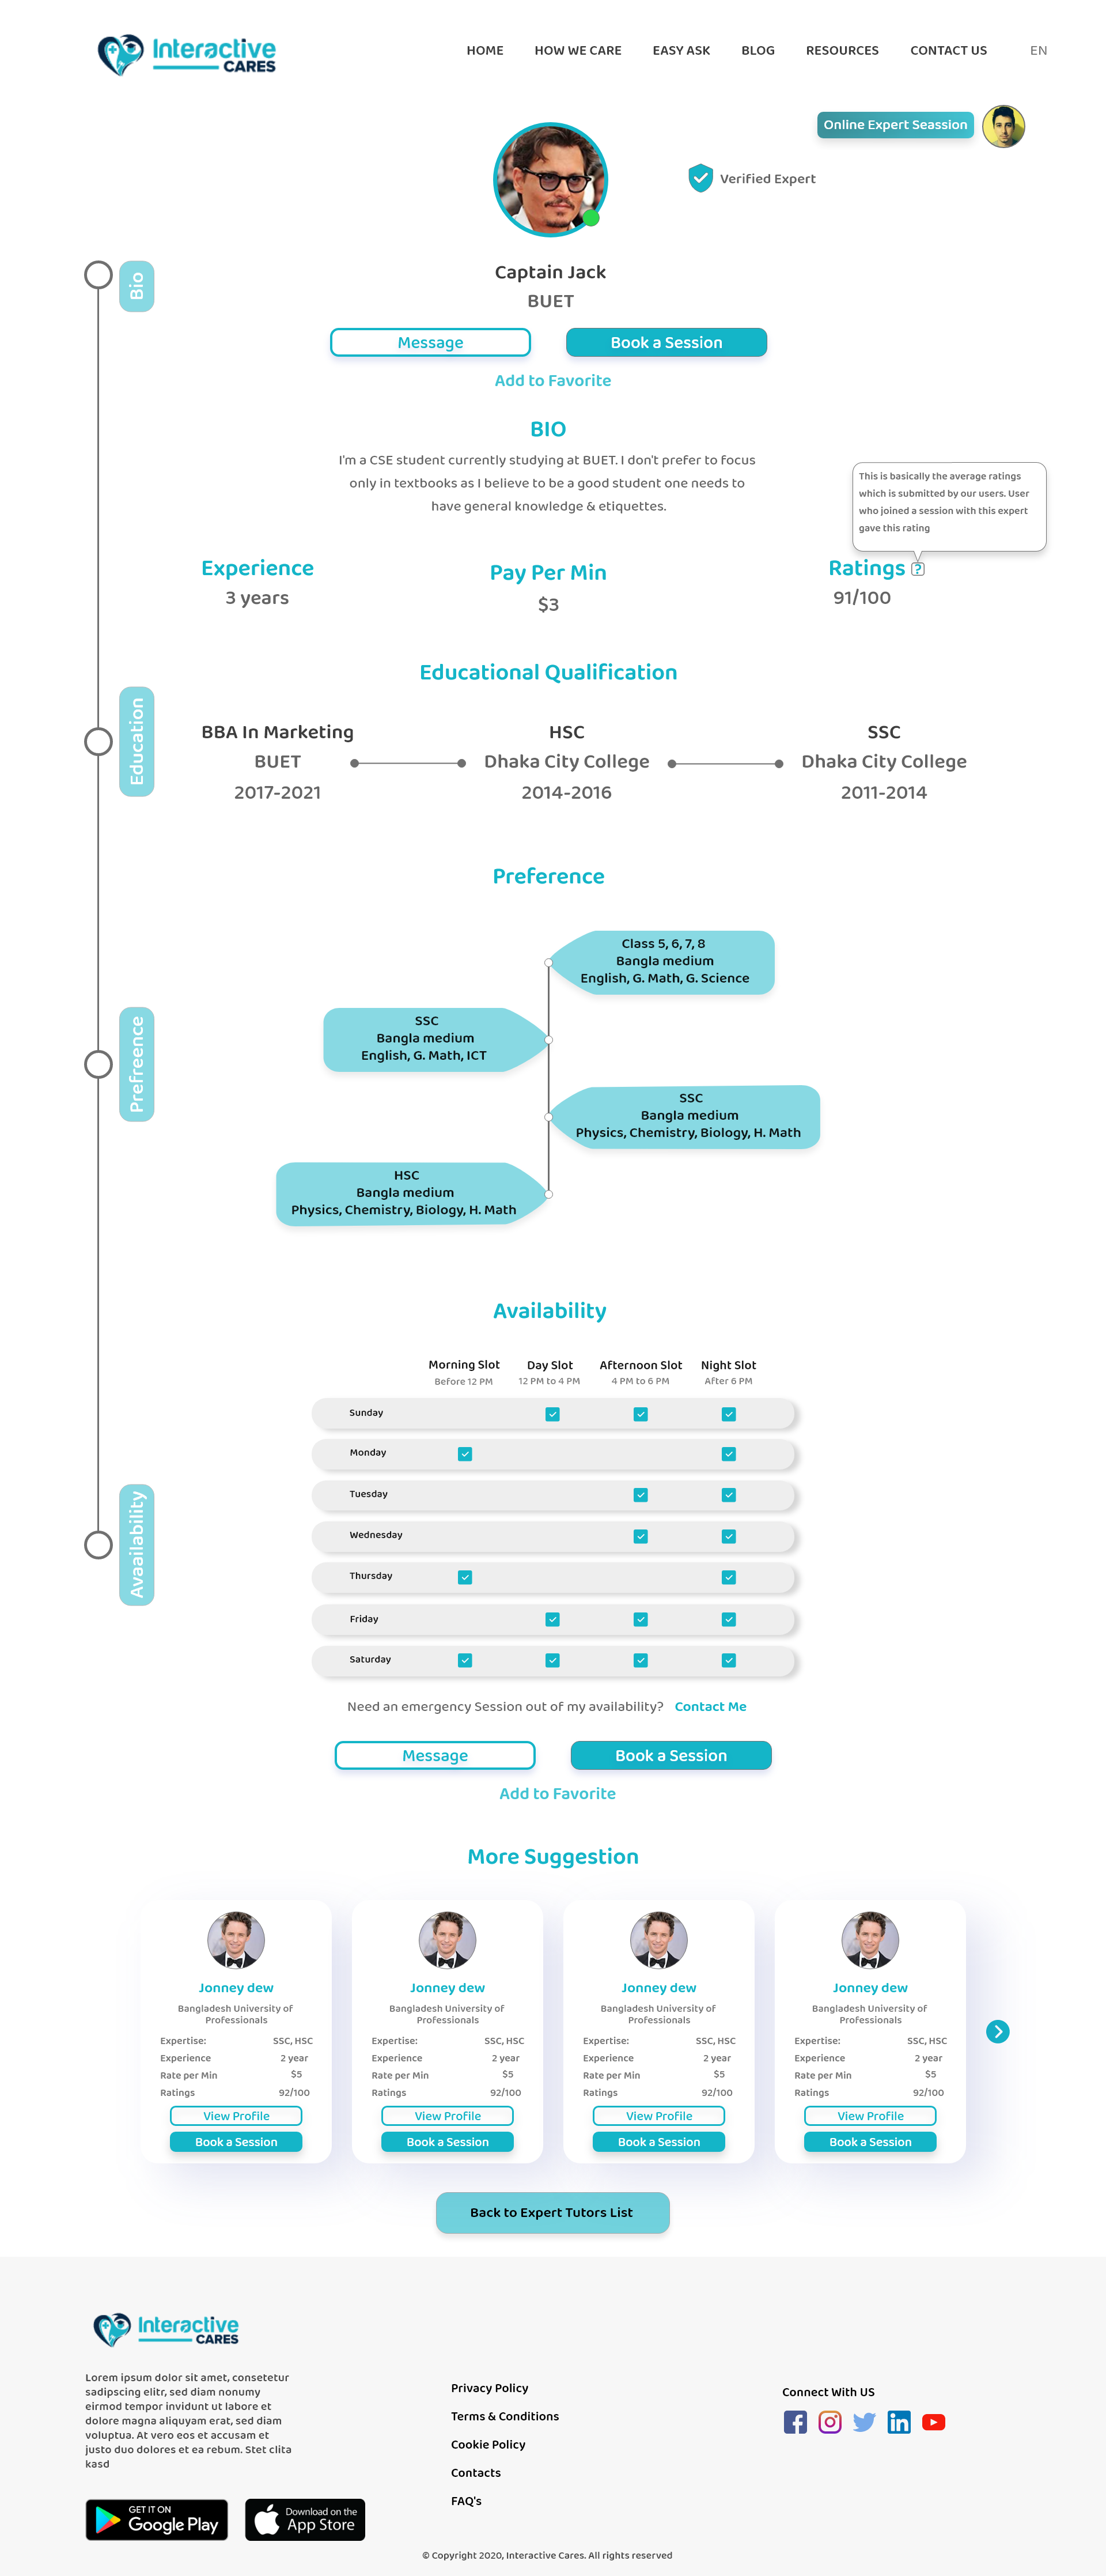 Interactive
CARES
HOME HOW WE CARE EASY ASK BLOG RESOURCES CONTACT US EN
Online Expert Seassion
Verified Expert
Captain Jack
BUET
Bio
Message Book a Session
Add to Favorite
BIO
I'm a CSE student currently studying at BUET. I don't prefer to focus
only in textbooks as I believe to be a good student one needs to
have general knowledge & etiquettes.
This is basically the average ratings
which is submitted by our users. User
who joined a session with this expert
gave this rating
Experience
3 years
Pay Per Min
$3
Ratings ?
91/100
Educational Qualification
Education
BBA In Marketing
BUET
2017-2021
HSC
Dhaka City College
2014-2016
SSC
Dhaka City College
2011-2014
Preference
Prefreence
Class 5, 6, 7, 8
Bangla medium
English, G. Math, G. Science
SSC
Bangla medium
English, G. Math, ICT
SSC
Bangla medium
Physics, Chemistry, Biology, H. Math
HSC
Bangla medium
Physics, Chemistry, Biology, H. Math
Availability
Avaailability
Morning Slot Day Slot Afternoon Slot Night Slot
Before 12 PM 12 PM to 4 PM 4 PM to 6 PM After 6 PM
Sunday
Monday
Tuesday
Wednesday
Thursday
Friday
Saturday
Need an emergency Session out of my availability? Contact Me
Message Book a Session
Add to Favorite
More Suggestion
Jonney dew
Bangladesh University of
Professionals
Expertise: SSC, HSC
Experience 2 year
Rate per Min $5
Ratings 92/100
View Profile
Book a Session
Jonney dew
Bangladesh University of
Professionals
Expertise: SSC, HSC
Experience 2 year
Rate per Min $5
Ratings 92/100
View Profile
Book a Session
Jonney dew
Bangladesh University of
Professionals
Expertise: SSC, HSC
Experience 2 year
Rate per Min $5
Ratings 92/100
View Profile
Book a Session
Jonney dew
Bangladesh University of
Professionals
Expertise: SSC, HSC
Experience 2 year
Rate per Min $5
Ratings 92/100
View Profile
Book a Session
Back to Expert Tutors List
Interactive
CARES
Lorem ipsum dolor sit amet, consetetur
sadipscing elitr, sed diam nonumy
eirmod tempor invidunt ut labore et
dolore magna aliquyam erat, sed diam
voluptua. At vero eos et accusam et
justo duo dolores et ea rebum. Stet clita
kasd
GET IT ON
Google Play
Download on the
App Store
Privacy Policy
Terms & Conditions
Cookie Policy
Contacts
FAQ's
Connect With US
f
in
© Copyright 2020, Interactive Cares. All rights reserved